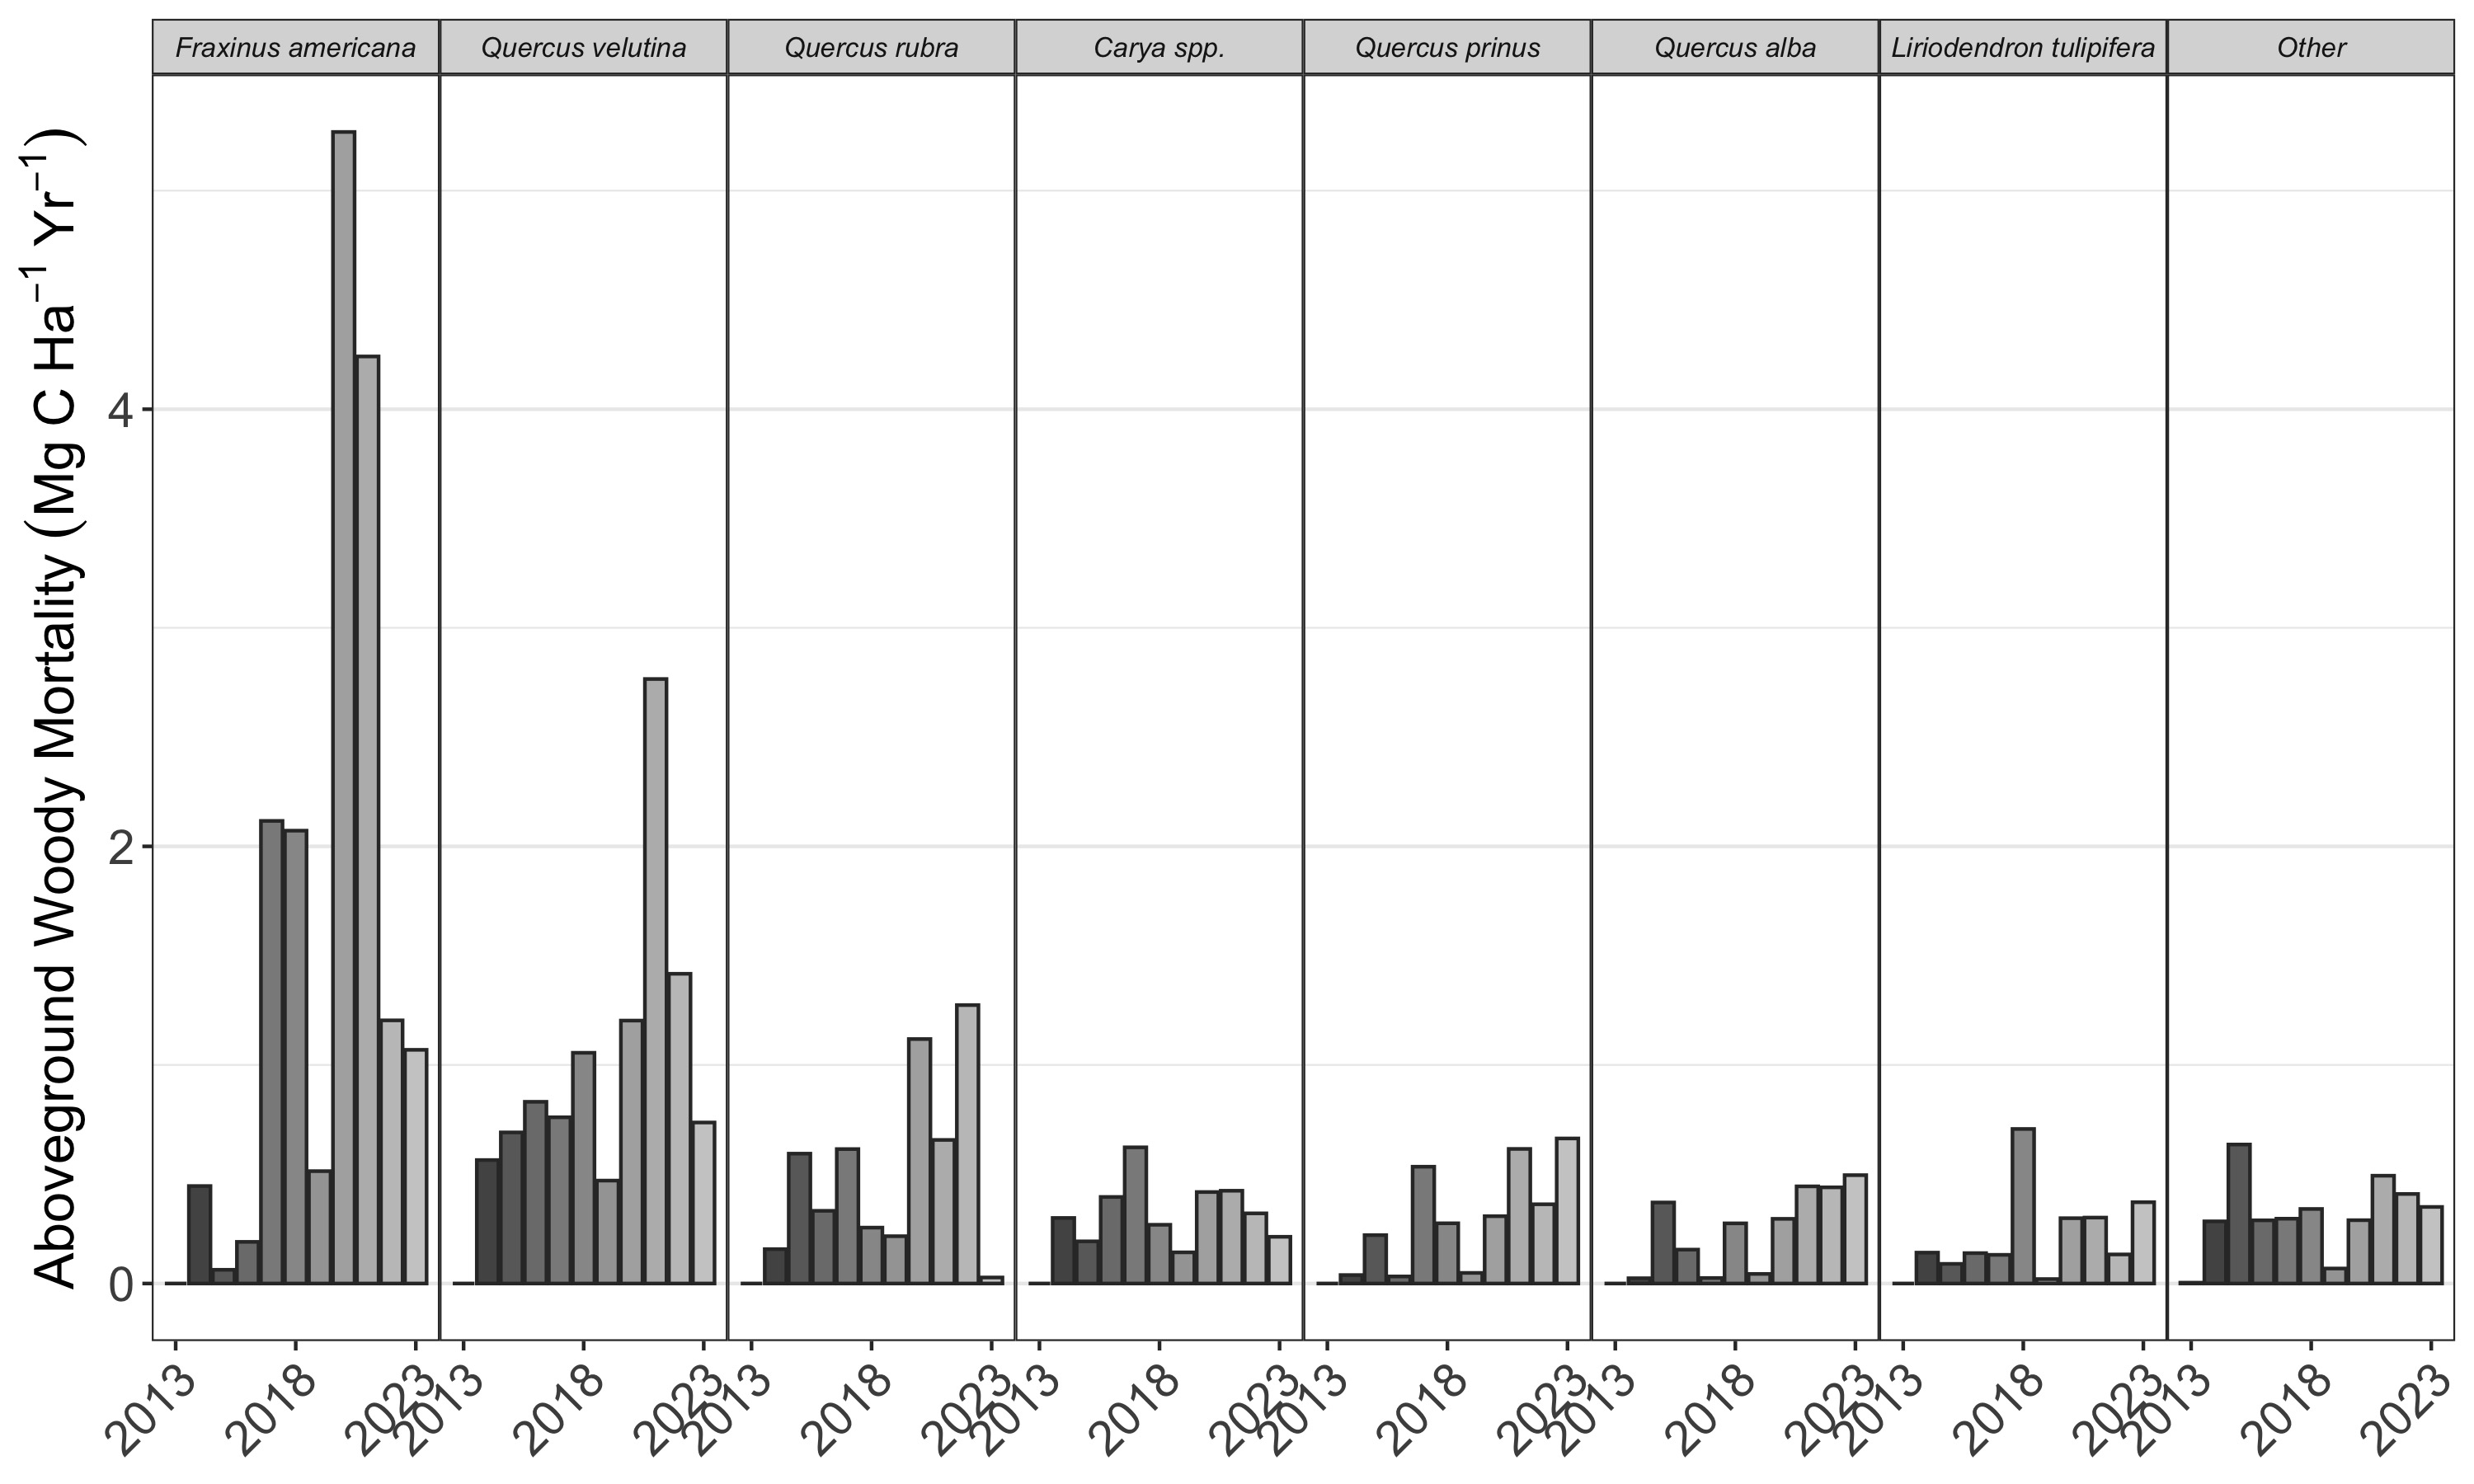 Fraxinus americana
Quercus velutina
Quercus rubra
Carya spp.
Quercus prinus
Quercus alba
Liriodendron tulipifera
Other
Aboveground Woody Mortality (Mg C Ha⁻¹ Yr⁻¹)
4
2
0
2013 2018 2023
2013 2018 2023
2013 2018 2023
2013 2018 2023
2013 2018 2023
2013 2018 2023
2013 2018 2023
2013 2018 2023